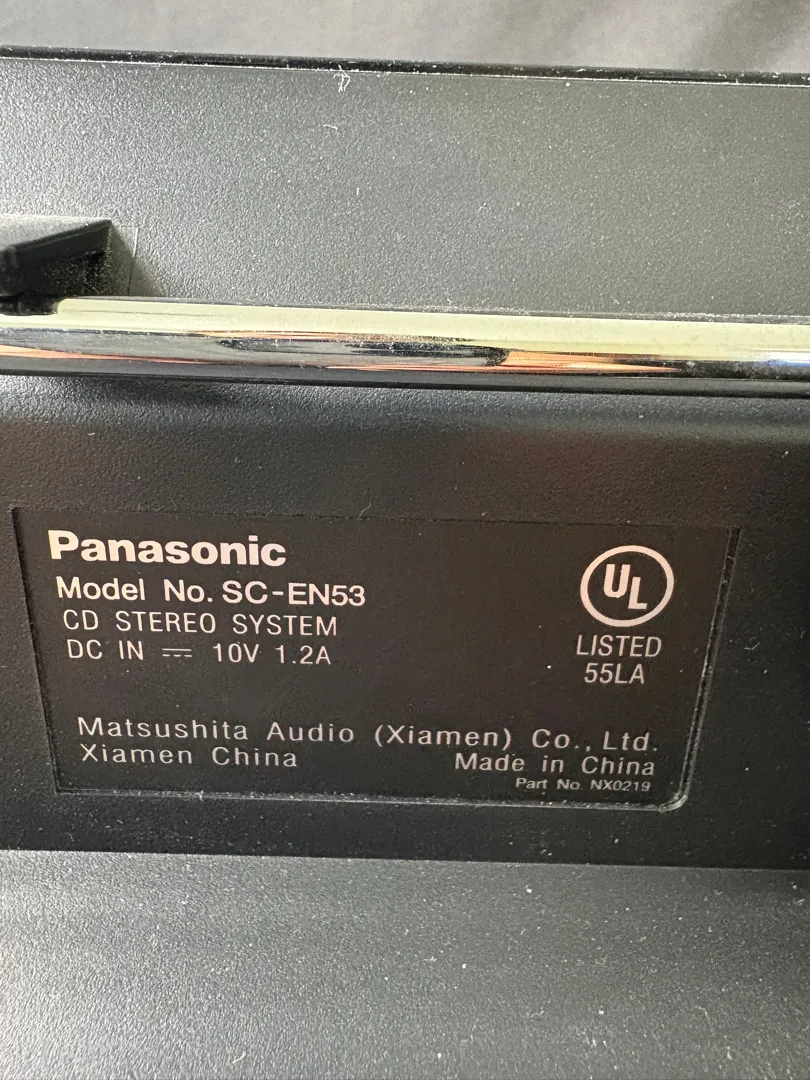 Panasonic
Model No. SC-EN53
CD STEREO SYSTEM
DC IN ⎓ 10V 1.2A
UL
LISTED
55LA
Matsushita Audio (Xiamen) Co., Ltd.
Xiamen China
Made in China
Part No. NX0219